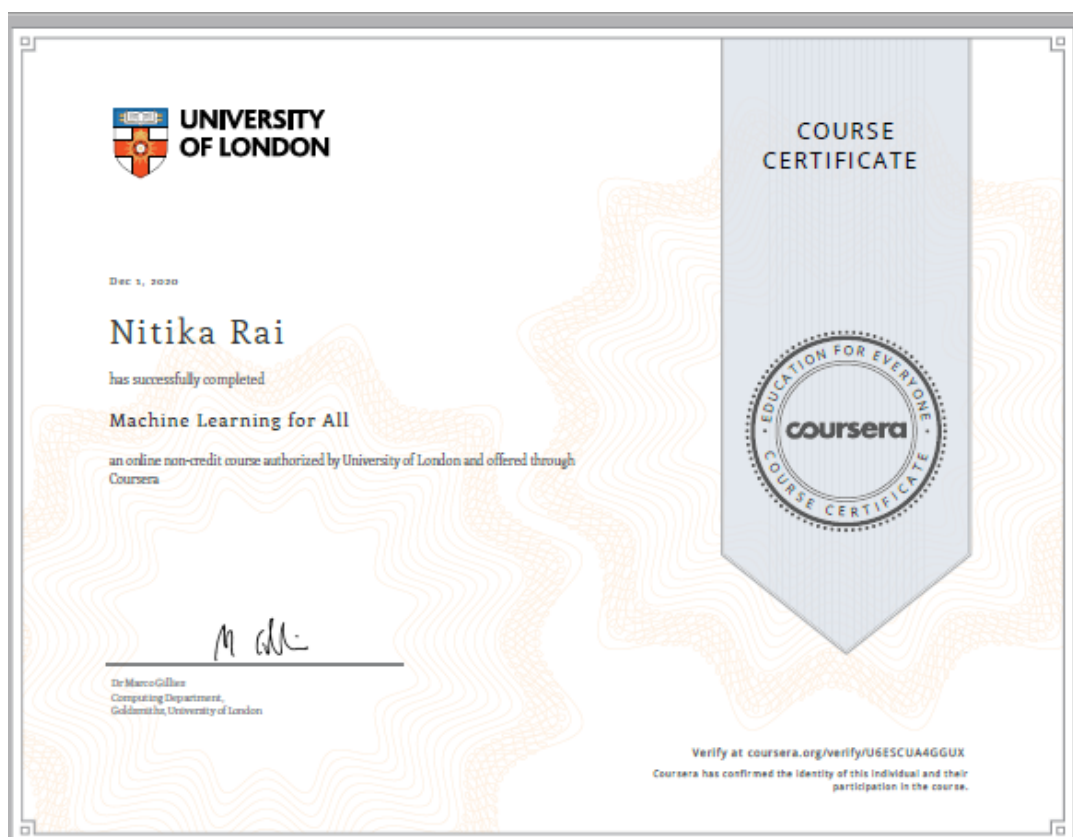 UNIVERSITY
OF LONDON
COURSE
CERTIFICATE
Dec 1, 2020
Nitika Rai
has successfully completed
Machine Learning for All
an online non-credit course authorized by University of London and offered through
Coursera
EDUCATION FOR EVERYONE
coursera
COURSE CERTIFICATE
Dr Marco Gillies
Computing Department,
Goldsmiths, University of London
Verify at coursera.org/verify/U6ESCUA4GGUX
Coursera has confirmed the identity of this individual and their
participation in the course.